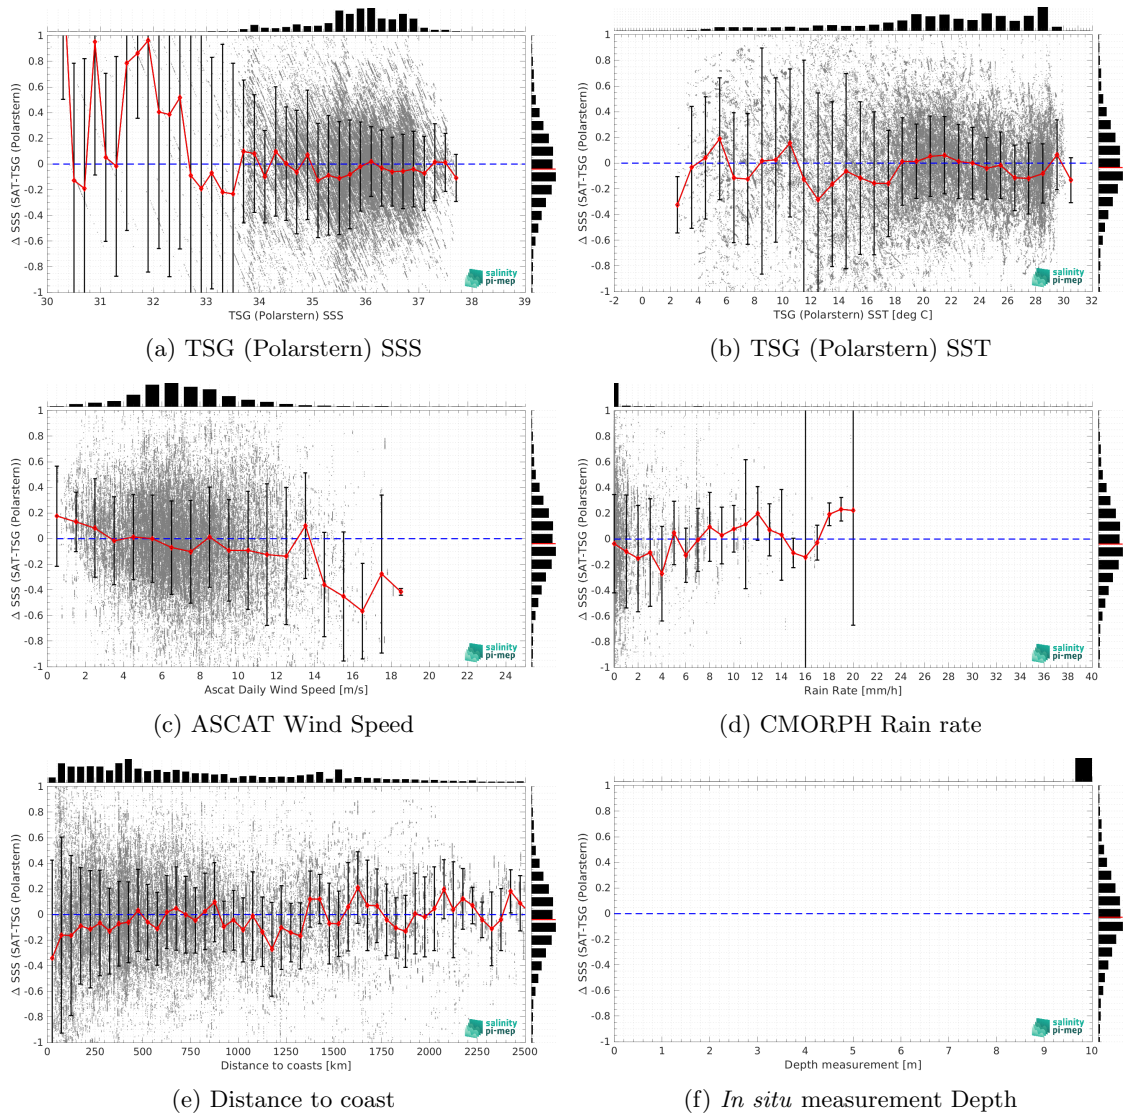 Δ SSS (SAT-TSG (Polarstern))
1
0.8
0.6
0.4
0.2
0
-0.2
-0.4
-0.6
-0.8
-1
salinity
pi-mep
30 31 32 33 34 35 36 37 38 39
TSG (Polarstern) SSS
(a) TSG (Polarstern) SSS
Δ SSS (SAT-TSG (Polarstern))
1
0.8
0.6
0.4
0.2
0
-0.2
-0.4
-0.6
-0.8
-1
salinity
pi-mep
-2 0 2 4 6 8 10 12 14 16 18 20 22 24 26 28 30 32
TSG (Polarstern) SST [deg C]
(b) TSG (Polarstern) SST
Δ SSS (SAT-TSG (Polarstern))
1
0.8
0.6
0.4
0.2
0
-0.2
-0.4
-0.6
-0.8
-1
salinity
pi-mep
0 2 4 6 8 10 12 14 16 18 20 22 24
Ascat Daily Wind Speed [m/s]
(c) ASCAT Wind Speed
Δ SSS (SAT-TSG (Polarstern))
1
0.8
0.6
0.4
0.2
0
-0.2
-0.4
-0.6
-0.8
-1
salinity
pi-mep
0 2 4 6 8 10 12 14 16 18 20 22 24 26 28 30 32 34 36 38 40
Rain Rate [mm/h]
(d) CMORPH Rain rate
Δ SSS (SAT-TSG (Polarstern))
1
0.8
0.6
0.4
0.2
0
-0.2
-0.4
-0.6
-0.8
-1
salinity
pi-mep
0 250 500 750 1000 1250 1500 1750 2000 2250 2500
Distance to coasts [km]
(e) Distance to coast
Δ SSS (SAT-TSG (Polarstern))
1
0.8
0.6
0.4
0.2
0
-0.2
-0.4
-0.6
-0.8
-1
salinity
pi-mep
0 1 2 3 4 5 6 7 8 9 10
Depth measurement [m]
(f) In situ measurement Depth